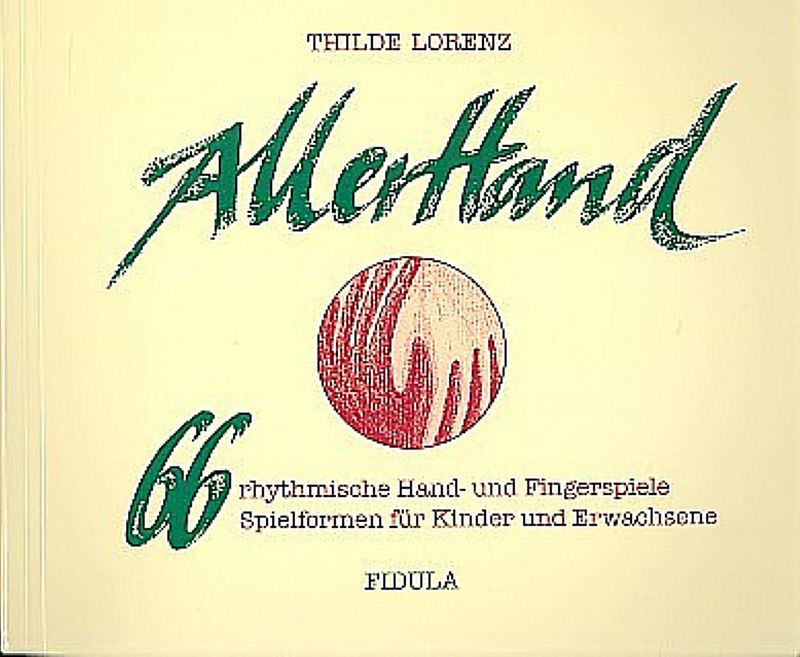 THILDE LORENZ
AllerHand
66
rhythmische Hand- und Fingerspiele
Spielformen für Kinder und Erwachsene
FIDULA